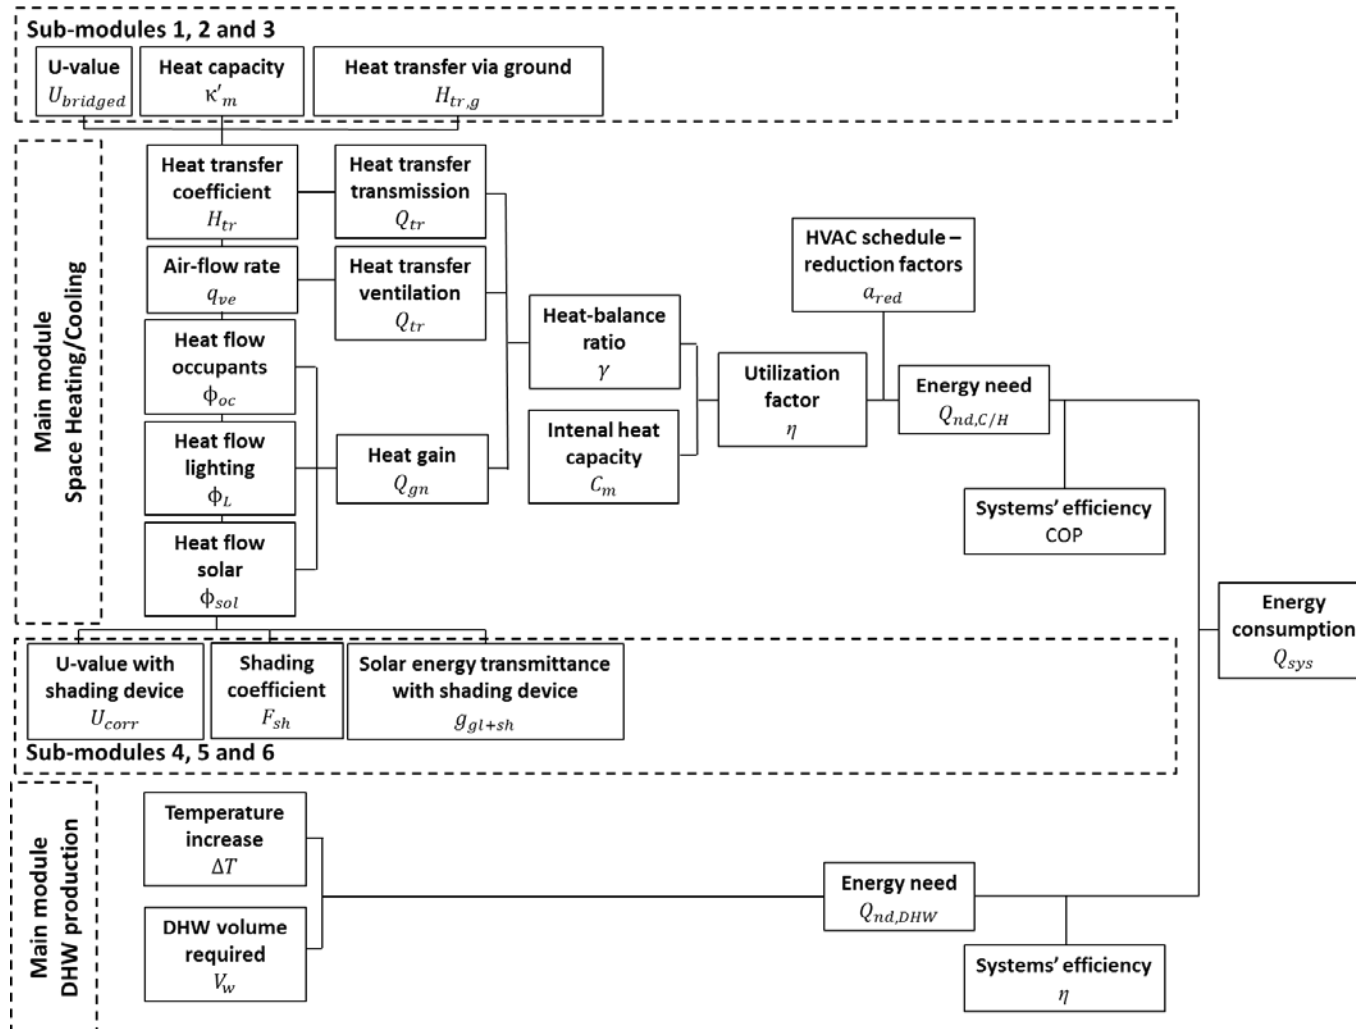 Sub-modules 1, 2 and 3
U-value
U_bridged
Heat capacity
κ′_m
Heat transfer via ground
H_tr,g
Main module
Space Heating/Cooling
Heat transfer
coefficient
H_tr
Heat transfer
transmission
Q_tr
Air-flow rate
q_ve
Heat transfer
ventilation
Q_tr
Heat flow
occupants
ϕ_oc
Heat flow
lighting
ϕ_L
Heat flow
solar
ϕ_sol
Heat gain
Q_gn
Heat-balance
ratio
γ
Intenal heat
capacity
C_m
Utilization
factor
η
HVAC schedule –
reduction factors
a_red
Energy need
Q_nd,C/H
Systems’ efficiency
COP
Energy
consumption
Q_sys
U-value with
shading device
U_corr
Shading
coefficient
F_sh
Solar energy transmittance
with shading device
g_gl+sh
Sub-modules 4, 5 and 6
Main module
DHW production
Temperature
increase
ΔT
DHW volume
required
V_w
Energy need
Q_nd,DHW
Systems’ efficiency
η